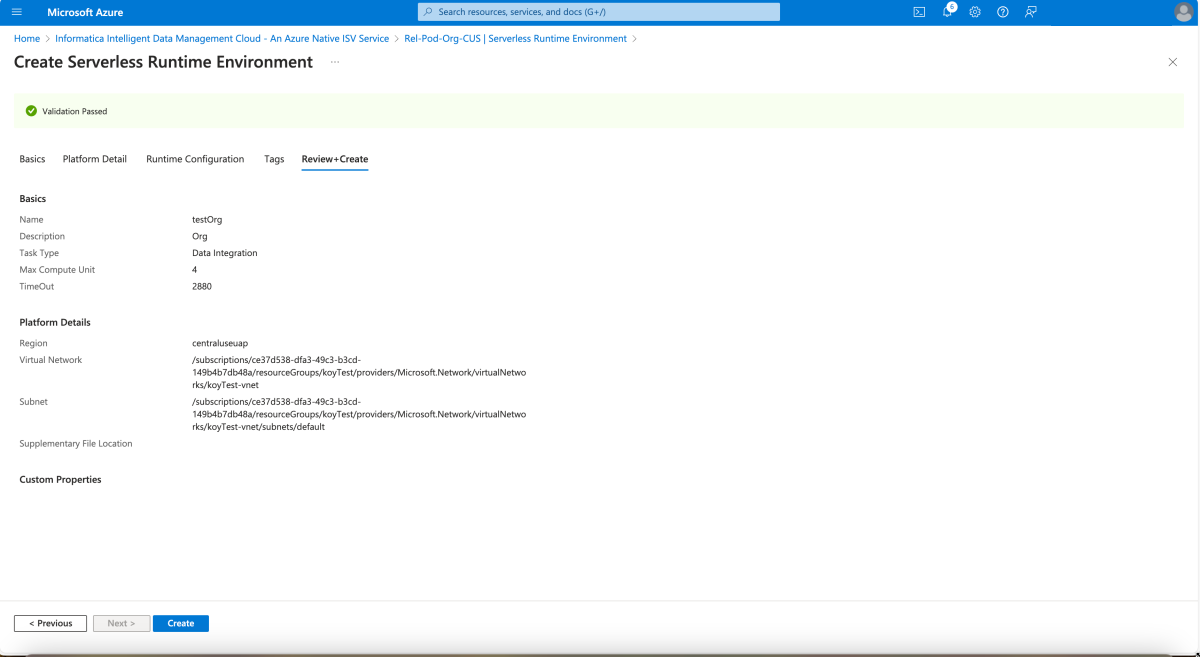 Microsoft Azure
Search resources, services, and docs (G+/)
6
Home > Informatica Intelligent Data Management Cloud - An Azure Native ISV Service > Rel-Pod-Org-CUS | Serverless Runtime Environment >
Create Serverless Runtime Environment ...
Validation Passed
Basics Platform Detail Runtime Configuration Tags Review+Create
Basics
Name testOrg
Description Org
Task Type Data Integration
Max Compute Unit 4
TimeOut 2880
Platform Details
Region centraluseuap
Virtual Network /subscriptions/ce37d538-dfa3-49c3-b3cd-
149b4b7db48a/resourceGroups/koyTest/providers/Microsoft.Network/virtualNetwo
rks/koyTest-vnet
Subnet /subscriptions/ce37d538-dfa3-49c3-b3cd-
149b4b7db48a/resourceGroups/koyTest/providers/Microsoft.Network/virtualNetwo
rks/koyTest-vnet/subnets/default
Supplementary File Location
Custom Properties
< Previous Next > Create